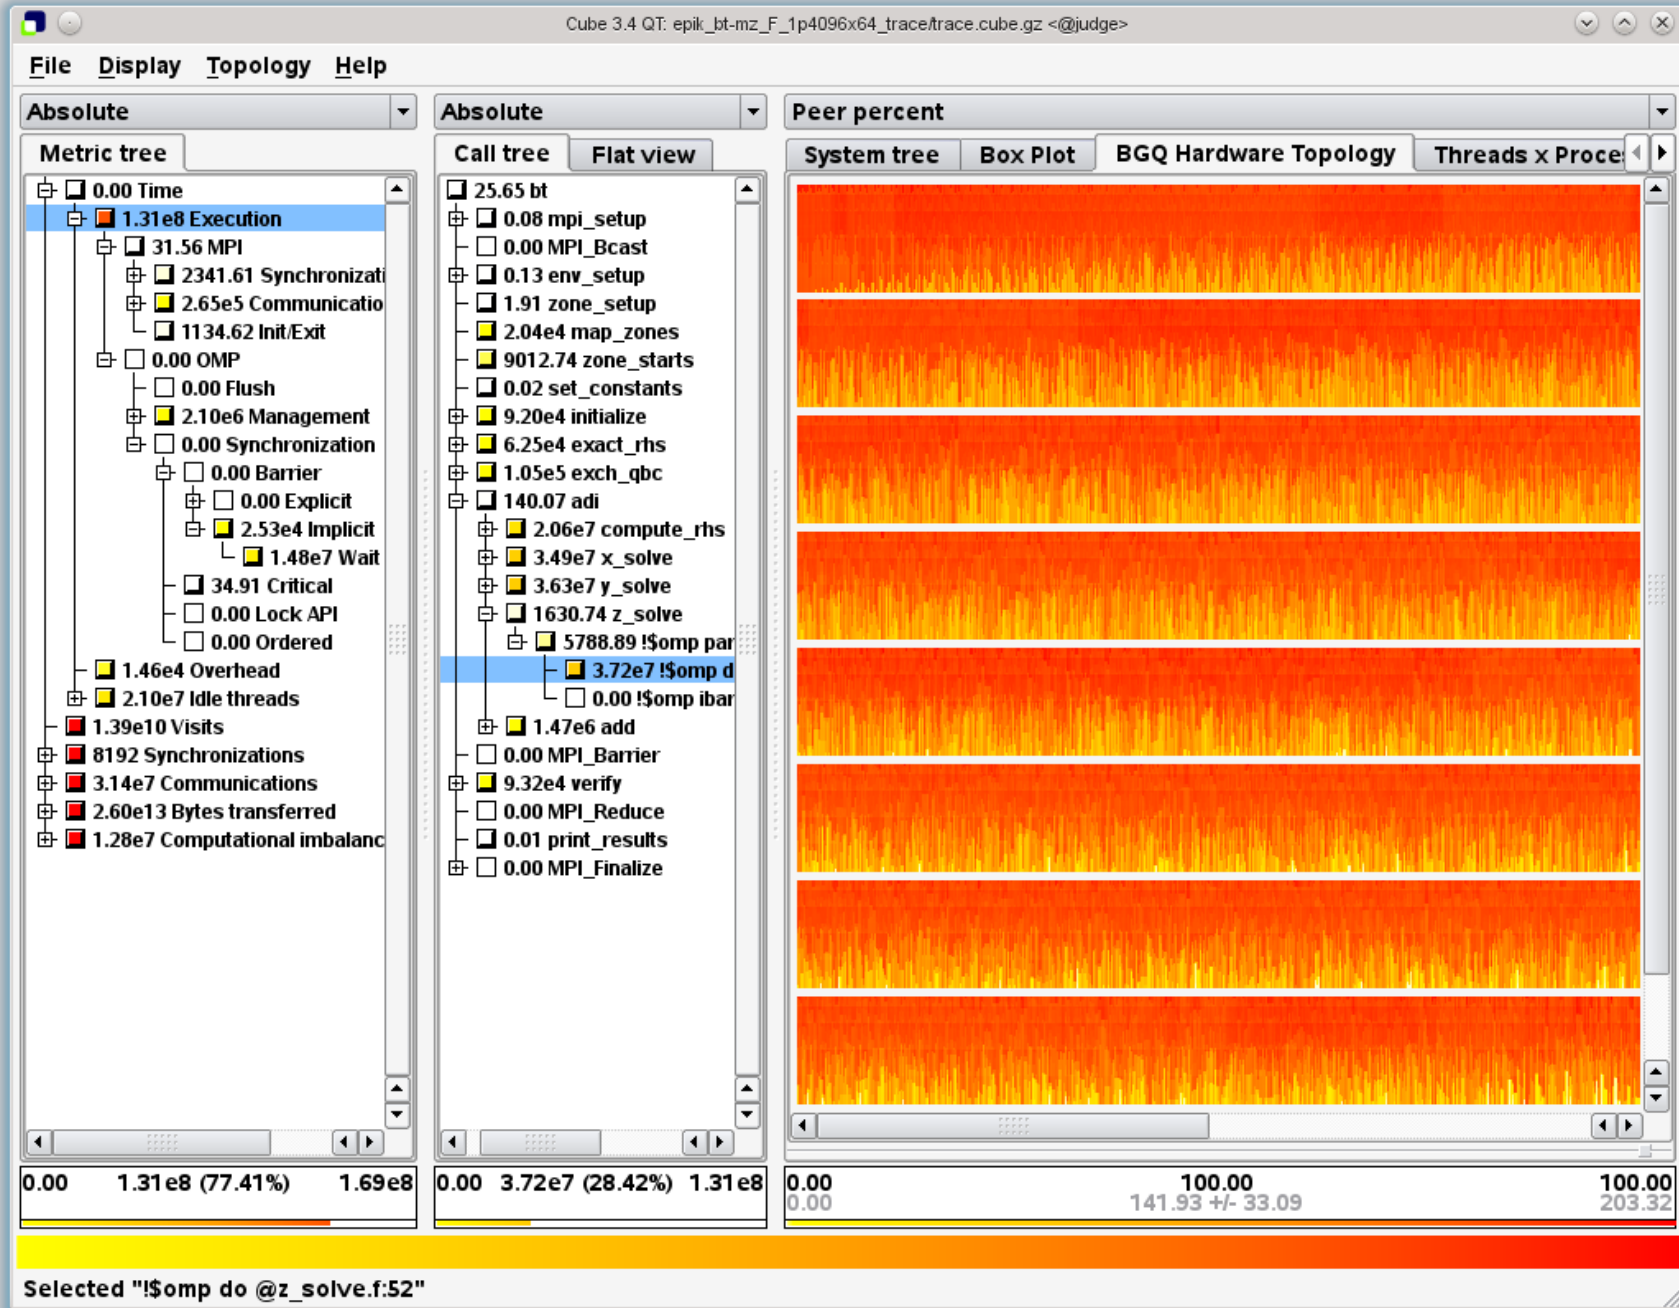 Cube 3.4 QT: epik_bt-mz_F_1p4096x64_trace/trace.cube.gz <@judge>
File Display Topology Help
Absolute
Metric tree
0.00 Time
1.31e8 Execution
31.56 MPI
2341.61 Synchronizati
2.65e5 Communicatio
1134.62 Init/Exit
0.00 OMP
0.00 Flush
2.10e6 Management
0.00 Synchronization
0.00 Barrier
0.00 Explicit
2.53e4 Implicit
1.48e7 Wait
34.91 Critical
0.00 Lock API
0.00 Ordered
1.46e4 Overhead
2.10e7 Idle threads
1.39e10 Visits
8192 Synchronizations
3.14e7 Communications
2.60e13 Bytes transferred
1.28e7 Computational imbalanc
0.00 1.31e8 (77.41%) 1.69e8
Absolute
Call tree Flat view
25.65 bt
0.08 mpi_setup
0.00 MPI_Bcast
0.13 env_setup
1.91 zone_setup
2.04e4 map_zones
9012.74 zone_starts
0.02 set_constants
9.20e4 initialize
6.25e4 exact_rhs
1.05e5 exch_qbc
140.07 adi
2.06e7 compute_rhs
3.49e7 x_solve
3.63e7 y_solve
1630.74 z_solve
5788.89 !$omp par
3.72e7 !$omp d
0.00 !$omp ibar
1.47e6 add
0.00 MPI_Barrier
9.32e4 verify
0.00 MPI_Reduce
0.01 print_results
0.00 MPI_Finalize
0.00 3.72e7 (28.42%) 1.31e8
Peer percent
System tree Box Plot BGQ Hardware Topology Threads x Proce
0.00 100.00 100.00
0.00 141.93 +/- 33.09 203.32
Selected "!$omp do @z_solve.f:52"